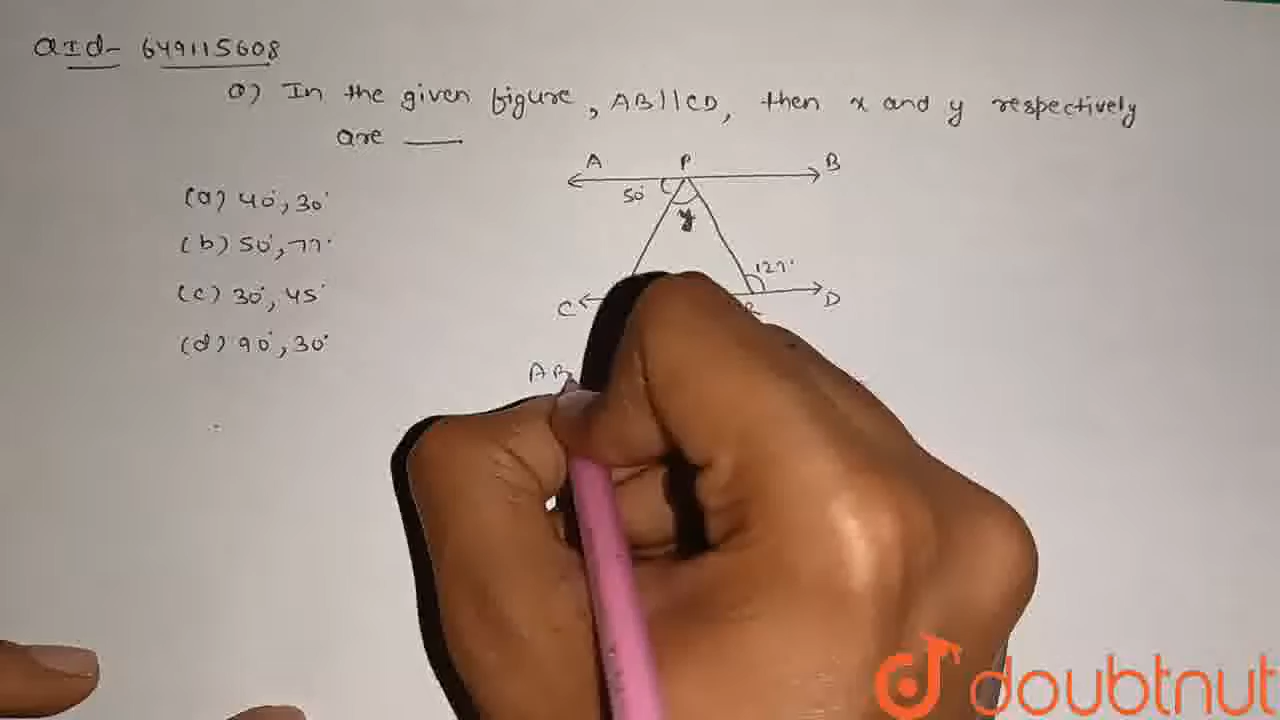 QId- 649115608
Q) In the given figure, AB||CD, then x and y respectively
are ___
A P B
(a) 40°, 30°
50°
y
(b) 50°, 77°
127°
(c) 30°, 45°
C R D
(d) 90°, 30°
AB
doubtnut